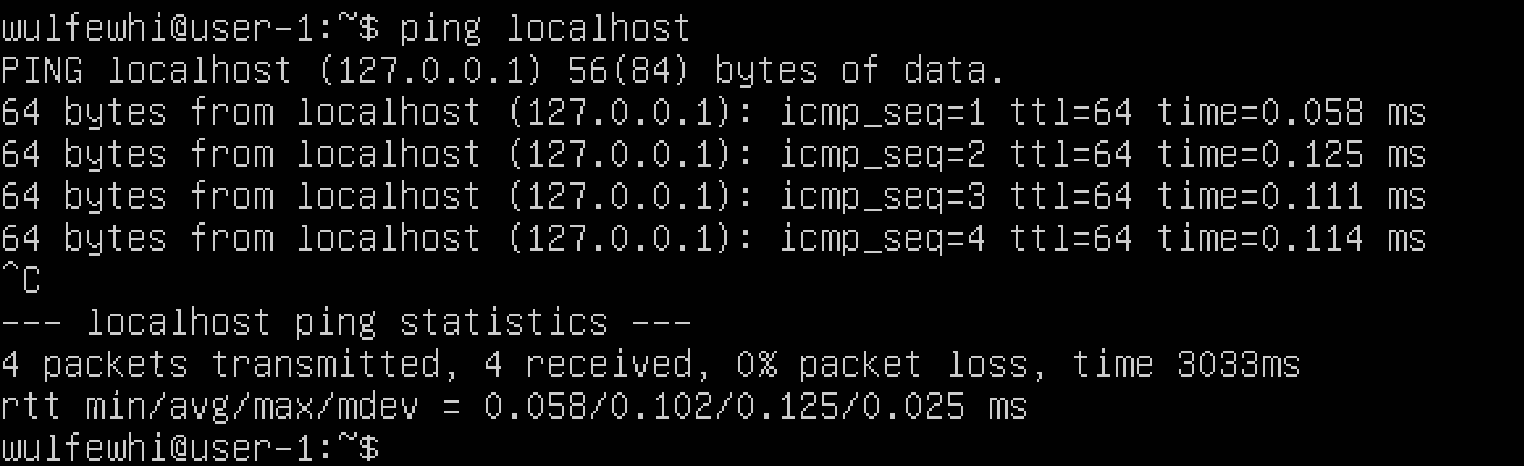 wulfewhi@user-1:~$ ping localhost
PING localhost (127.0.0.1) 56(84) bytes of data.
64 bytes from localhost (127.0.0.1): icmp_seq=1 ttl=64 time=0.058 ms
64 bytes from localhost (127.0.0.1): icmp_seq=2 ttl=64 time=0.125 ms
64 bytes from localhost (127.0.0.1): icmp_seq=3 ttl=64 time=0.111 ms
64 bytes from localhost (127.0.0.1): icmp_seq=4 ttl=64 time=0.114 ms
^C
--- localhost ping statistics ---
4 packets transmitted, 4 received, 0% packet loss, time 3033ms
rtt min/avg/max/mdev = 0.058/0.102/0.125/0.025 ms
wulfewhi@user-1:~$